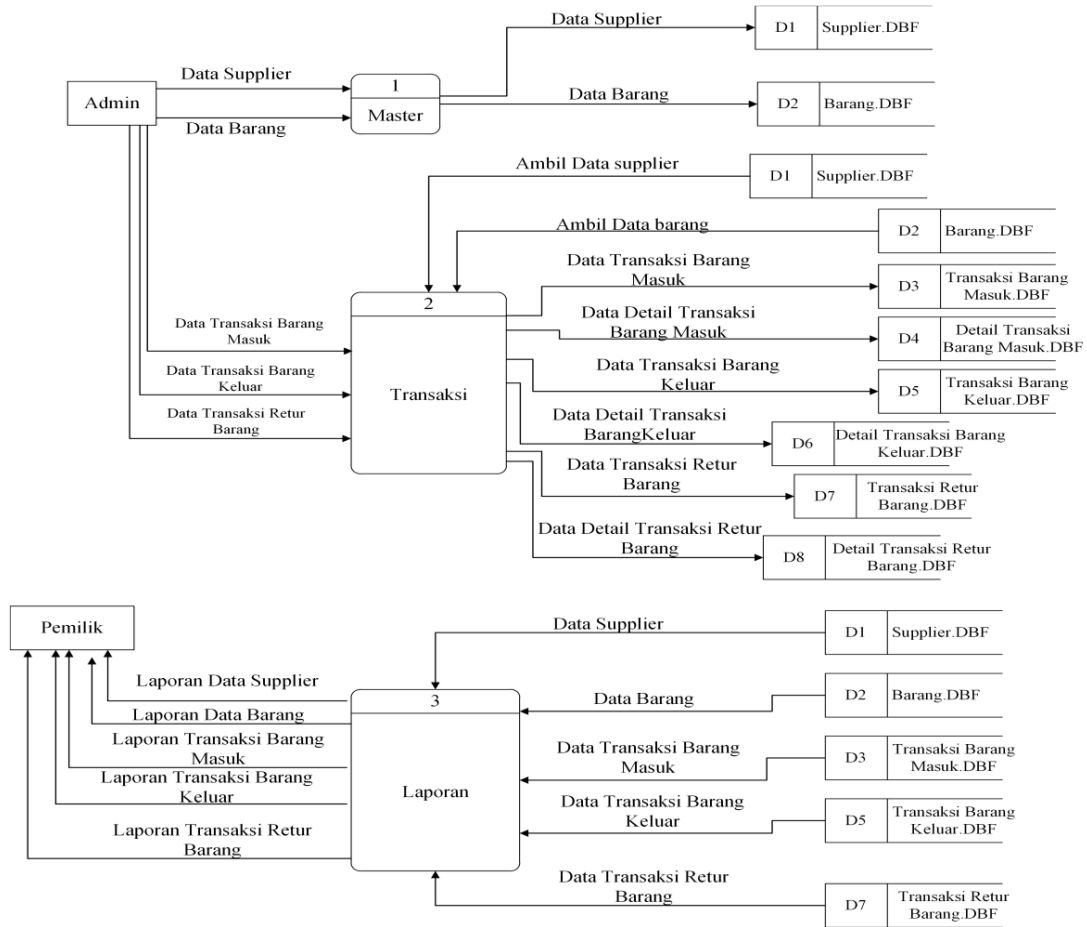 Data Supplier
D1
Supplier.DBF
Data Supplier
1
Admin
Data Barang
D2
Barang.DBF
Master
Data Barang
Ambil Data supplier
D1
Supplier.DBF
Ambil Data barang
D2
Barang.DBF
Data Transaksi Barang
Masuk
D3
Transaksi Barang
Masuk.DBF
2
Data Detail Transaksi
Barang Masuk
D4
Detail Transaksi
Barang Masuk.DBF
Data Transaksi Barang
Masuk
Data Transaksi Barang
Keluar
D5
Transaksi Barang
Keluar.DBF
Data Transaksi Barang
Keluar
Transaksi
Data Transaksi Retur
Barang
Data Detail Transaksi
BarangKeluar
D6
Detail Transaksi Barang
Keluar.DBF
Data Transaksi Retur
Barang
D7
Transaksi Retur
Barang.DBF
Data Detail Transaksi Retur
Barang
D8
Detail Transaksi Retur
Barang.DBF
Pemilik
Data Supplier
D1
Supplier.DBF
Laporan Data Supplier
3
Data Barang
D2
Barang.DBF
Laporan Data Barang
Laporan Transaksi Barang
Masuk
Data Transaksi Barang
Masuk
D3
Transaksi Barang
Masuk.DBF
Laporan Transaksi Barang
Keluar
Laporan
Data Transaksi Barang
Keluar
D5
Transaksi Barang
Keluar.DBF
Laporan Transaksi Retur
Barang
Data Transaksi Retur
Barang
D7
Transaksi Retur
Barang.DBF